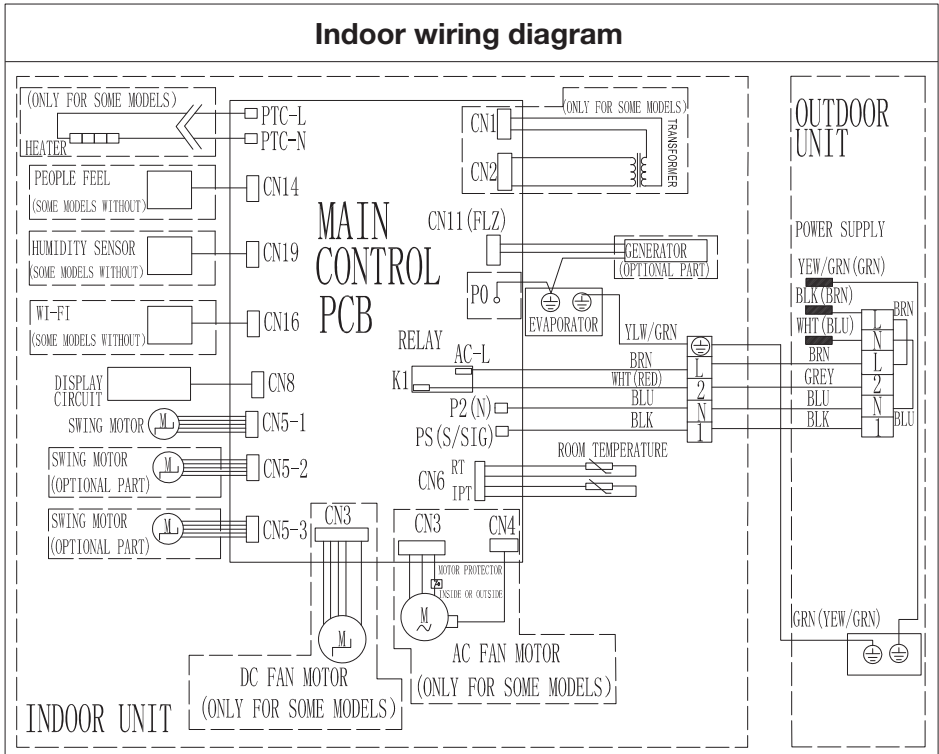 Indoor wiring diagram
(ONLY FOR SOME MODELS)
HEATER
PTC-L
PTC-N
PEOPLE FEEL
(SOME MODELS WITHOUT)
CN14
HUMIDITY SENSOR
(SOME MODELS WITHOUT)
CN19
WI-FI
(SOME MODELS WITHOUT)
CN16
DISPLAY
CIRCUIT
CN8
SWING MOTOR
M
CN5-1
SWING MOTOR
(OPTIONAL PART)
M
CN5-2
SWING MOTOR
(OPTIONAL PART)
M
CN5-3
MAIN
CONTROL
PCB
(ONLY FOR SOME MODELS)
CN1
CN2
TRANSFORMER
CN11(FLZ)
GENERATOR
(OPTIONAL PART)
P0
EVAPORATOR
YLW/GRN
RELAY
AC-L
K1
BRN
WHT(RED)
P2(N)
BLU
PS(S/SIG)
BLK
L
2
N
1
CN6
RT
IPT
ROOM TEMPERATURE
CN3
M
DC FAN MOTOR
(ONLY FOR SOME MODELS)
CN3
CN4
MOTOR PROTECTOR
INSIDE OR OUTSIDE
M
AC FAN MOTOR
(ONLY FOR SOME MODELS)
INDOOR UNIT
OUTDOOR
UNIT
POWER SUPPLY
YEW/GRN(GRN)
BLK(BRN)
WHT(BLU)
BRN
GREY
BLU
BLK
L
N
L
2
N
1
BRN
BLU
GRN(YEW/GRN)